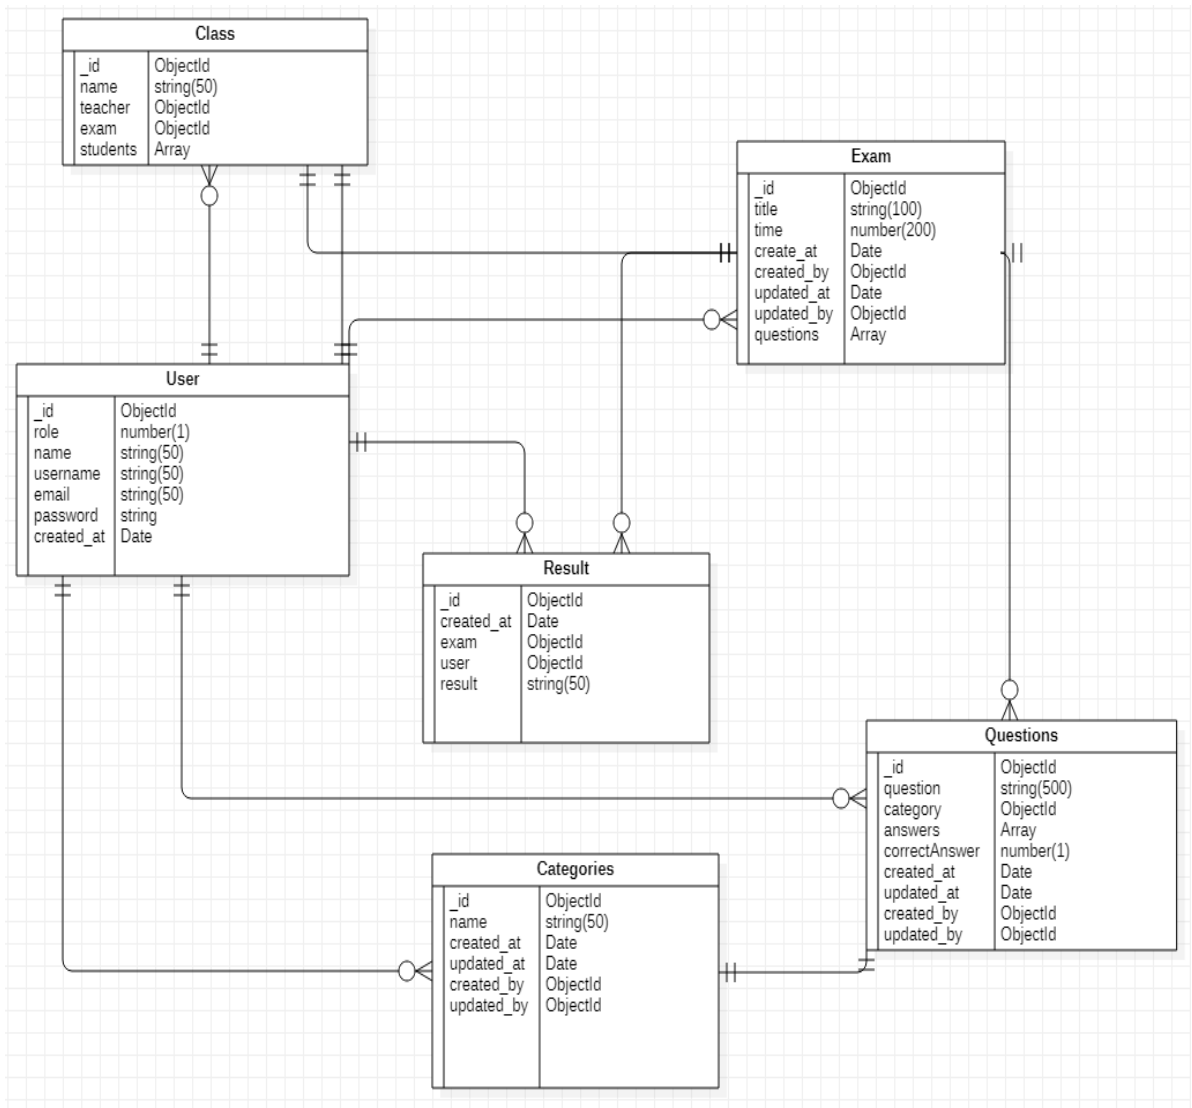 Class
_id ObjectId
name string(50)
teacher ObjectId
exam ObjectId
students Array
Exam
_id ObjectId
title string(100)
time number(200)
create_at Date
created_by ObjectId
updated_at Date
updated_by ObjectId
questions Array
User
_id ObjectId
role number(1)
name string(50)
username string(50)
email string(50)
password string
created_at Date
Result
_id ObjectId
created_at Date
exam ObjectId
user ObjectId
result string(50)
Questions
_id ObjectId
question string(500)
category ObjectId
answers Array
correctAnswer number(1)
created_at Date
updated_at Date
created_by ObjectId
updated_by ObjectId
Categories
_id ObjectId
name string(50)
created_at Date
updated_at Date
created_by ObjectId
updated_by ObjectId